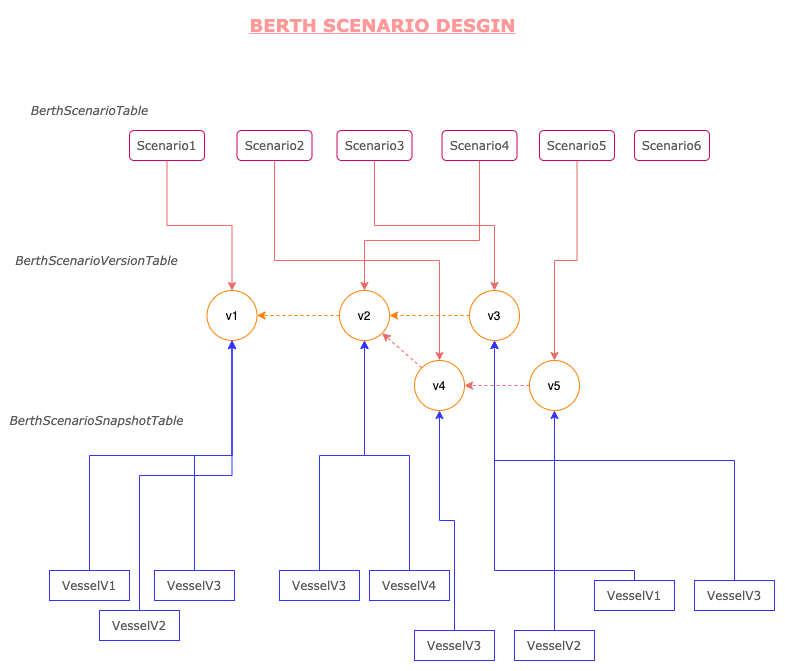 BERTH SCENARIO DESGIN
BerthScenarioTable
Scenario1
Scenario2
Scenario3
Scenario4
Scenario5
Scenario6
BerthScenarioVersionTable
v1
v2
v3
v4
v5
BerthScenarioSnapshotTable
VesselV1
VesselV3
VesselV3
VesselV4
VesselV1
VesselV3
VesselV2
VesselV3
VesselV2